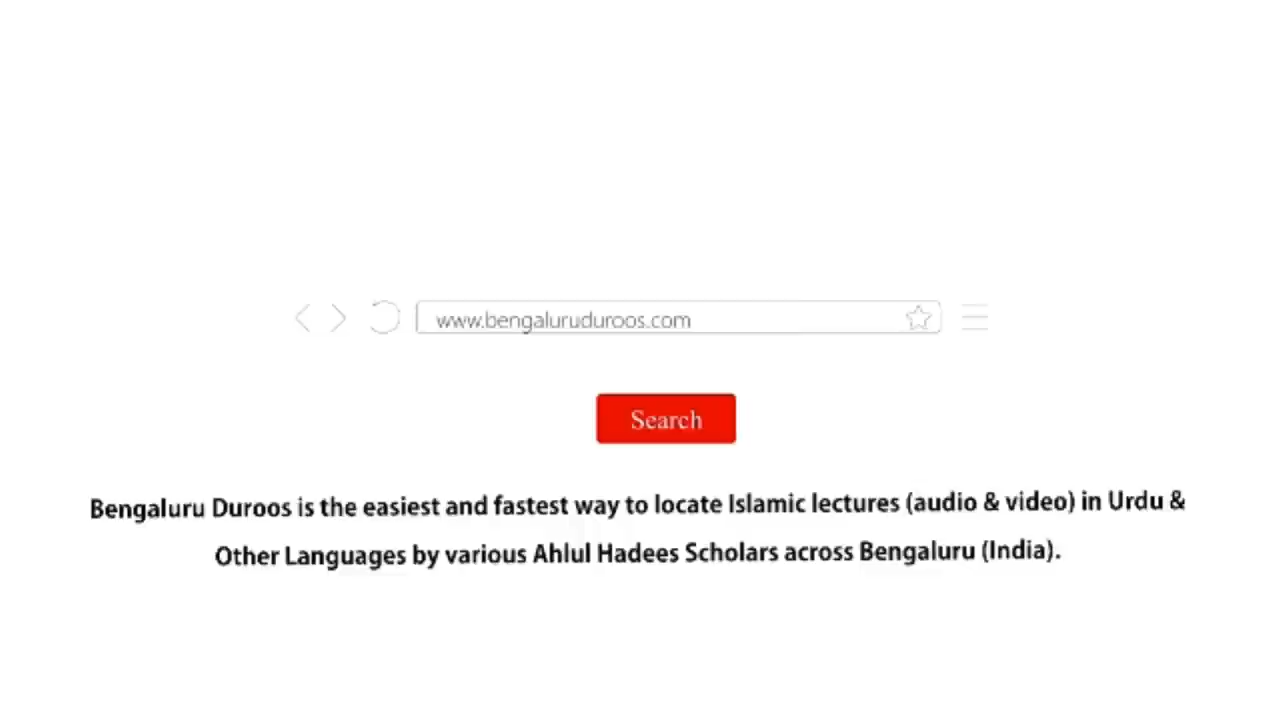 www.bengaluruduroos.com
Search
Bengaluru Duroos is the easiest and fastest way to locate Islamic lectures (audio & video) in Urdu &
Other Languages by various Ahlul Hadees Scholars across Bengaluru (India).